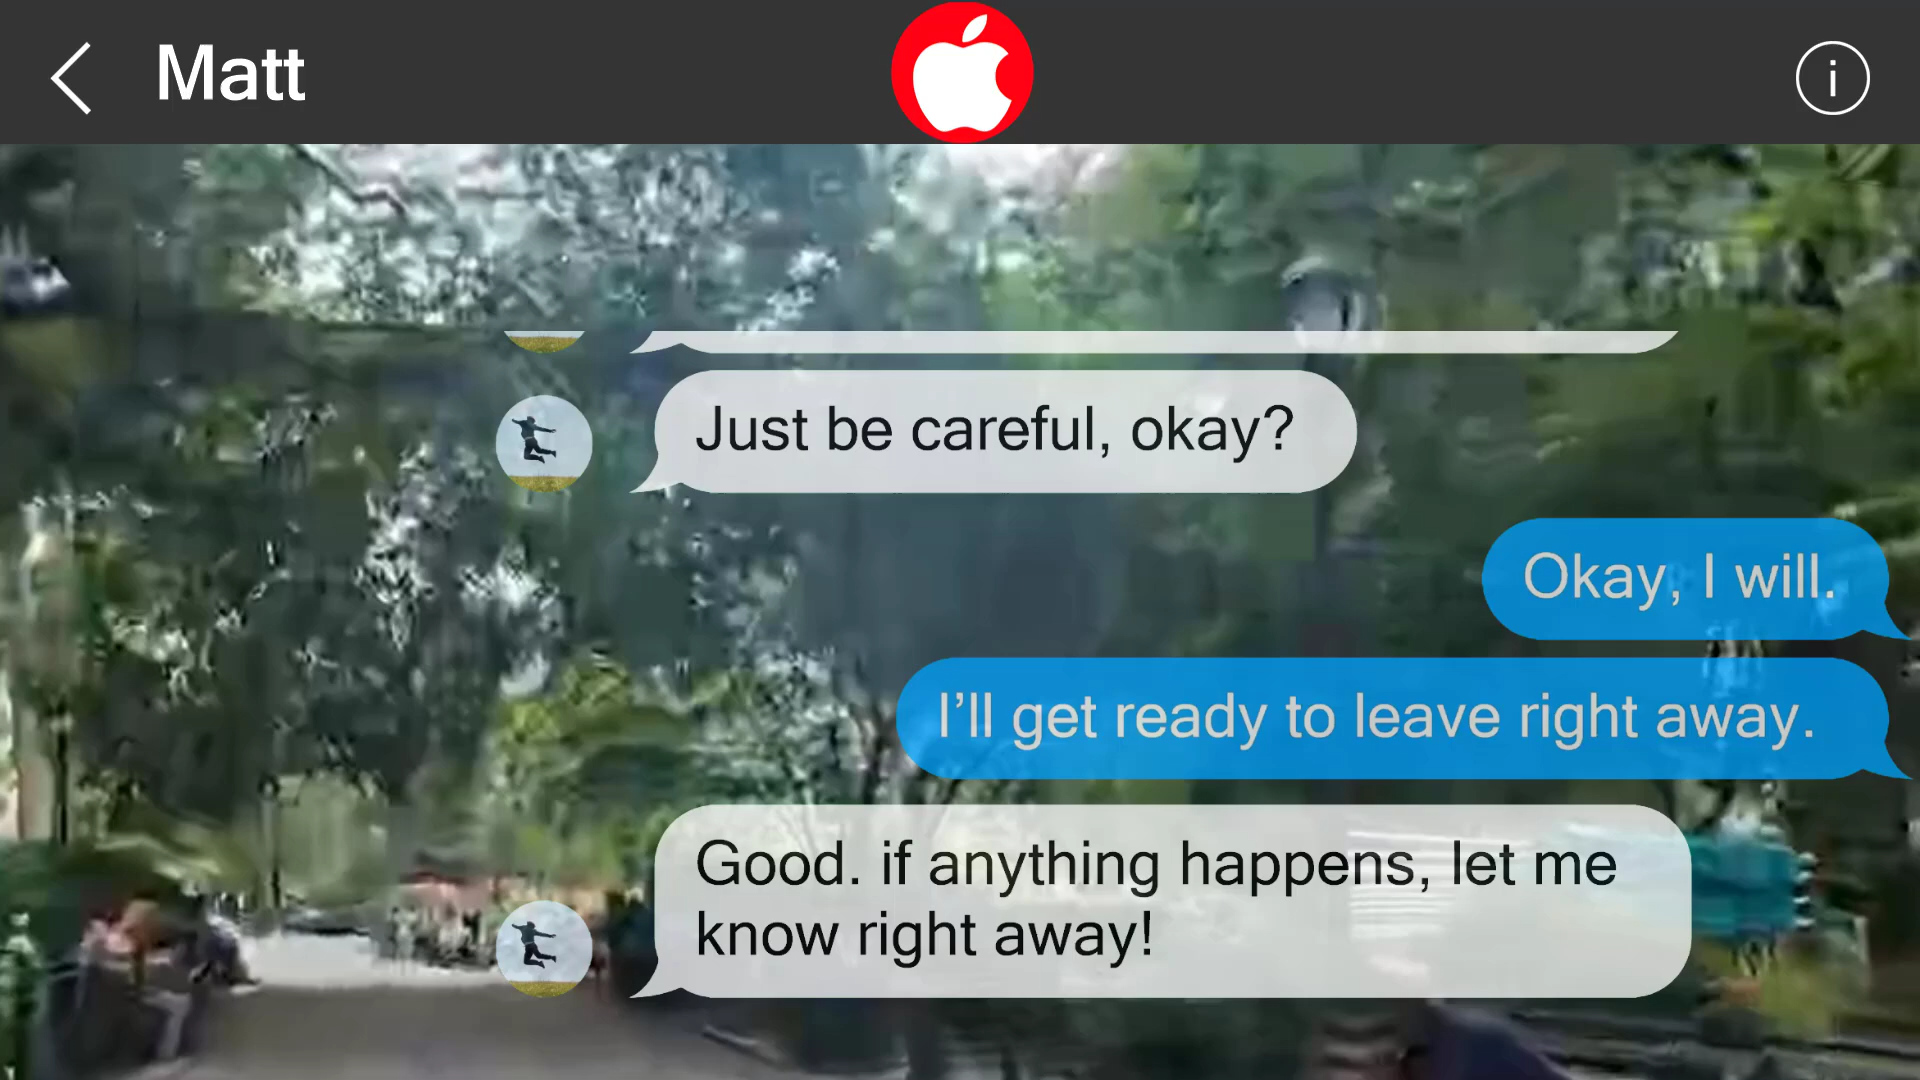 Matt
i
Just be careful, okay?
Okay, I will.
I’ll get ready to leave right away.
Good. if anything happens, let me
know right away!